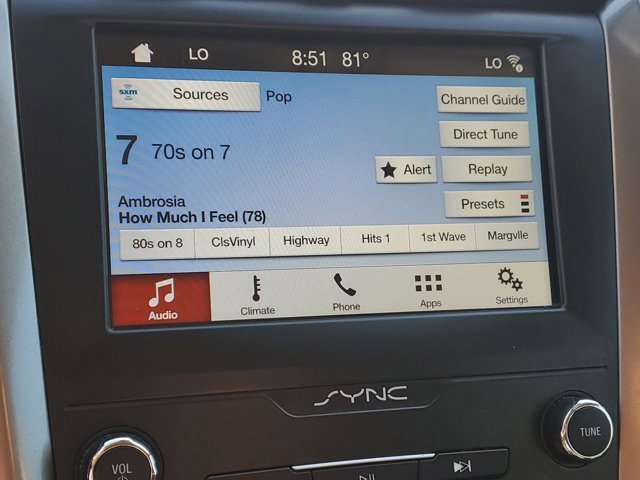 LO 8:51 81° LO
sxm Sources Pop Channel Guide
Direct Tune
7 70s on 7
Alert Replay
Presets
Ambrosia
How Much I Feel (78)
80s on 8 ClsVinyl Highway Hits 1 1st Wave Margvlle
Audio Climate Phone Apps Settings
SYNC
VOL TUNE